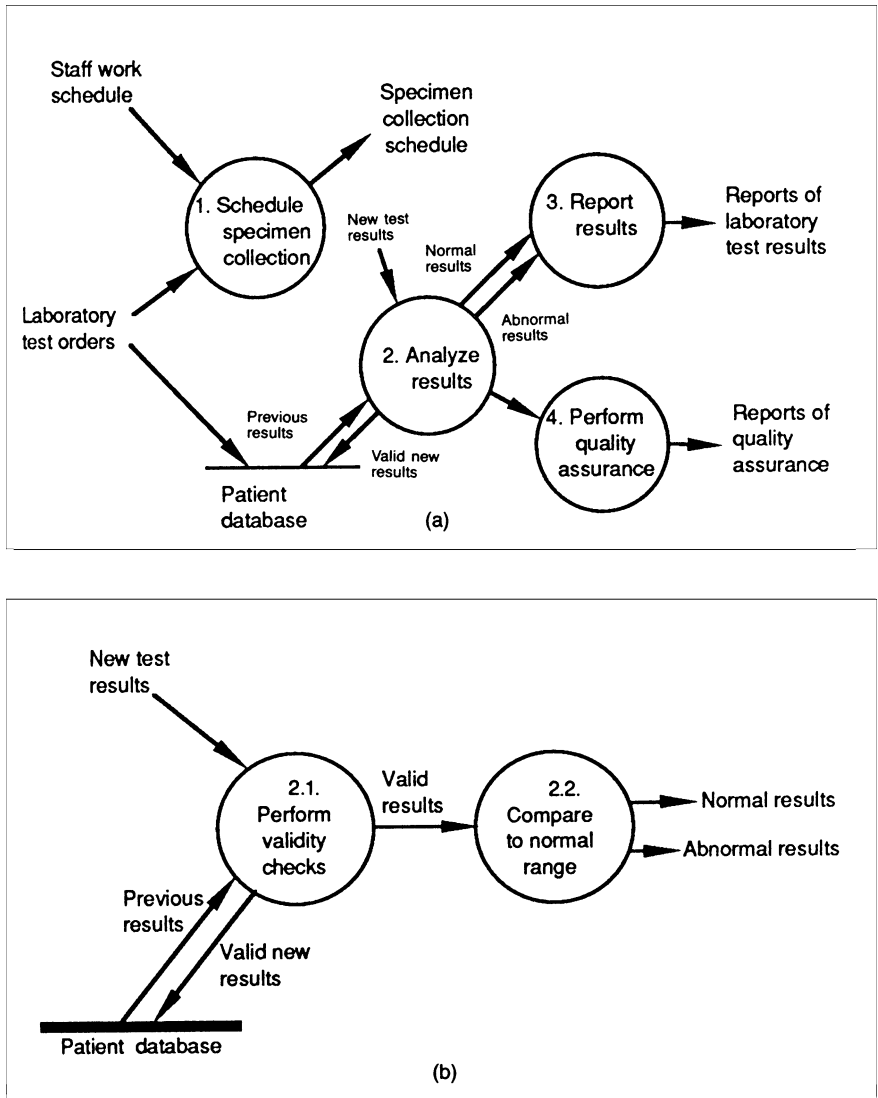 Staff work
schedule
Specimen
collection
schedule
1. Schedule
specimen
collection
New test
results
Normal
results
3. Report
results
Reports of
laboratory
test results
Laboratory
test orders
Abnormal
results
2. Analyze
results
Previous
results
Valid new
results
4. Perform
quality
assurance
Reports of
quality
assurance
Patient
database
(a)
New test
results
2.1.
Perform
validity
checks
Valid
results
2.2.
Compare
to normal
range
Normal results
Abnormal results
Previous
results
Valid new
results
Patient database
(b)